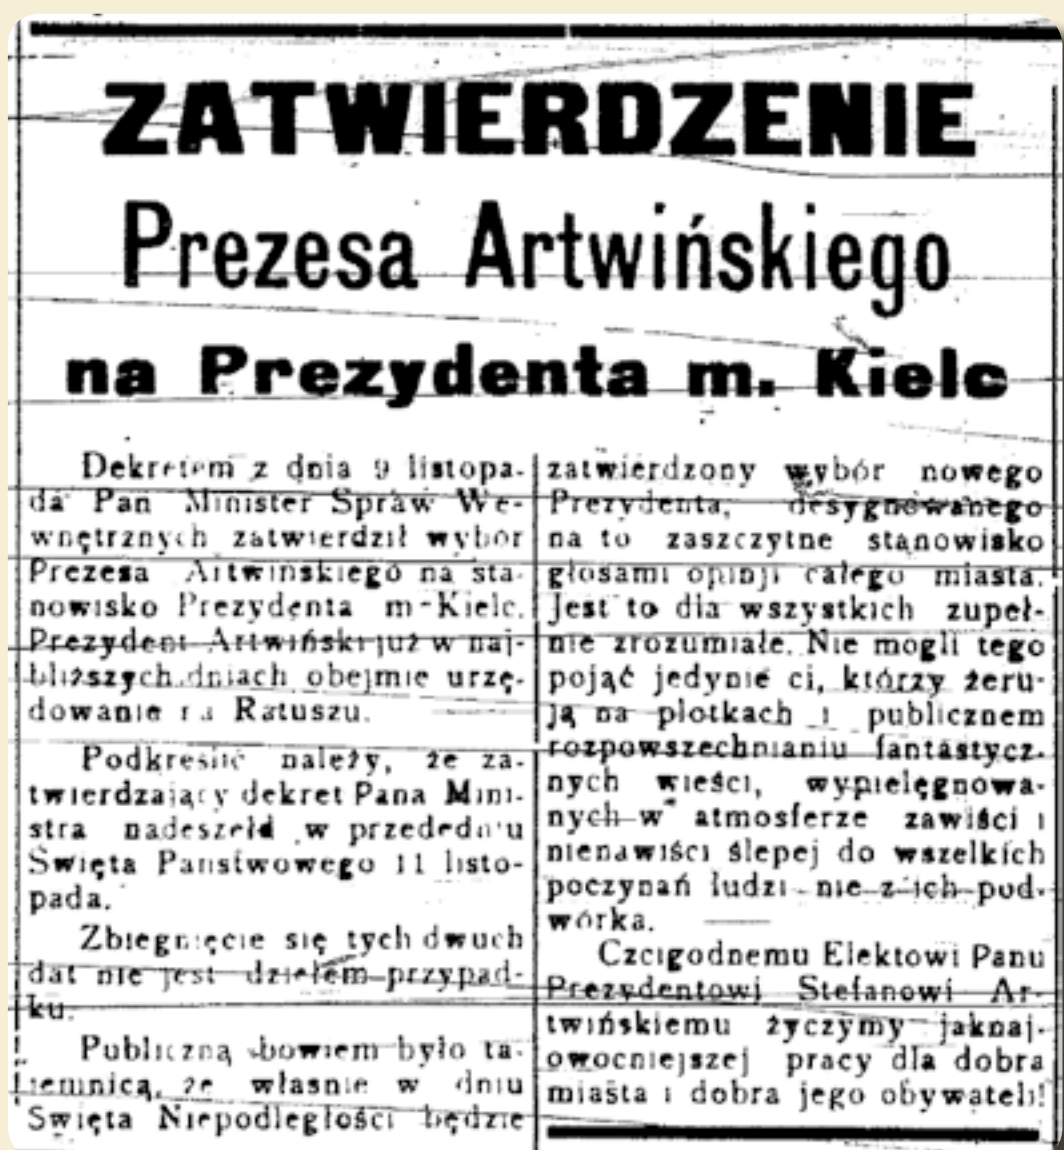 ZATWIERDZENIE
Prezesa Artwińskiego
na Prezydenta m. Kielc
Dekretem z dnia 9 listopa-
da Pan Minister Spraw We-
wnętrznych zatwierdził wybór
Prezesa Artwińskiego na sta-
nowisko Prezydenta m-Kielc.
Prezydent Artwiński już w naj-
bliższych dniach obejmie urzę-
dowanie na Ratuszu.
Podkreślić należy, że za-
twierdzający dekret Pana Mini-
stra nadeszeld w przededniu
Święta Państwowego 11 listo-
pada.
Zbiegnięcie się tych dwuch
dat nie jest dziełem przypad-
ku.
Publiczną bowiem było ta-
jemnicą, że własnie w dniu
Święta Niepodległości będzie
zatwierdzony wybór nowego
Prezydenta, desygnowanego
na to zaszczytne stanowisko
głosami opinji całego miasta.
Jest to dla wszystkich zupeł-
nie zrozumiałe. Nie mogli tego
pojąć jedynie ci, którzy żeru-
ją na plotkach i publicznem
rozpowszechnianiu fantastycz-
nych wieści, wypielęgnowa-
nych w atmosferze zawiści i
nienawiści ślepej do wszelkich
poczynań ludzi nie z ich pod-
wórka.
Czcigodnemu Elektowi Panu
Prezydentowi Stefanowi Ar-
twińskiemu życzymy jaknaj-
owocniejszej pracy dla dobra
miasta i dobra jego obywateli!